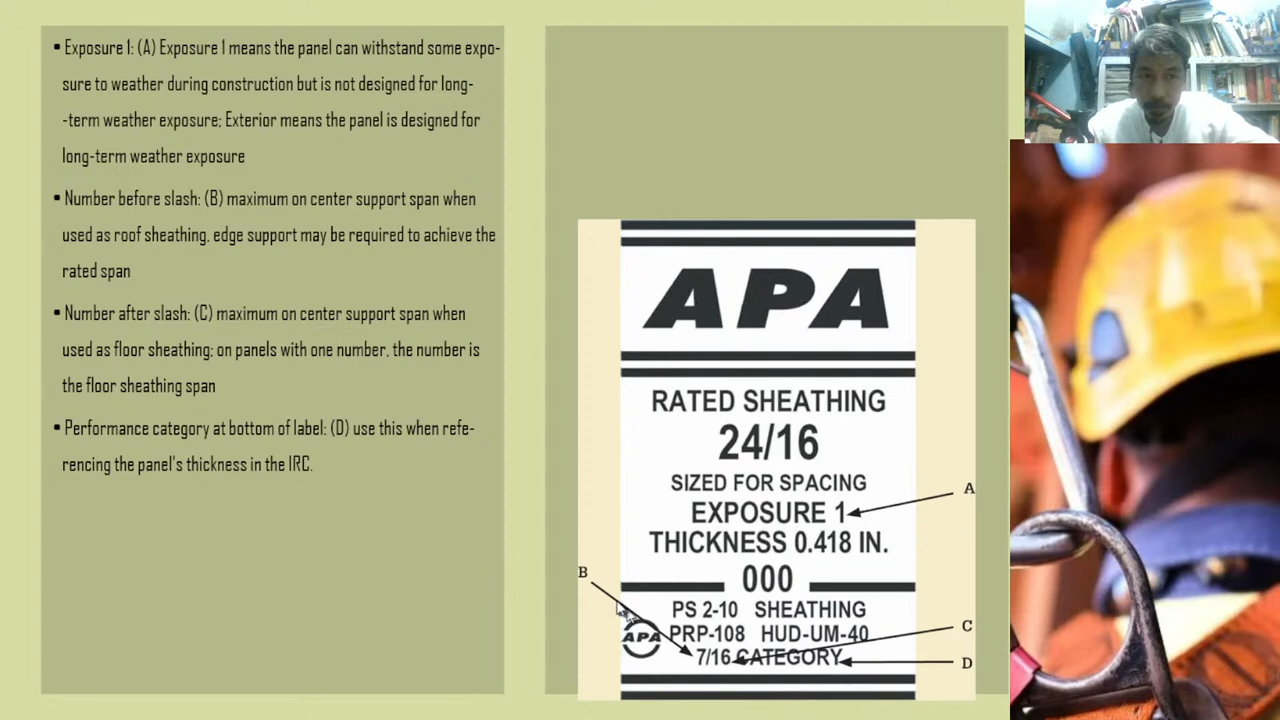 • Exposure 1: (A) Exposure 1 means the panel can withstand some expo-
sure to weather during construction but is not designed for long-
-term weather exposure; Exterior means the panel is designed for
long-term weather exposure
• Number before slash: (B) maximum on center support span when
used as roof sheathing, edge support may be required to achieve the
rated span
• Number after slash: (C) maximum on center support span when
used as floor sheathing; on panels with one number, the number is
the floor sheathing span
• Performance category at bottom of label: (D) use this when refe-
rencing the panel's thickness in the IRC.
APA
RATED SHEATHING
24/16
SIZED FOR SPACING
EXPOSURE 1
A
THICKNESS 0.418 IN.
000
B
PS 2-10 SHEATHING
APA
PRP-108 HUD-UM-40
C
7/16 CATEGORY
D